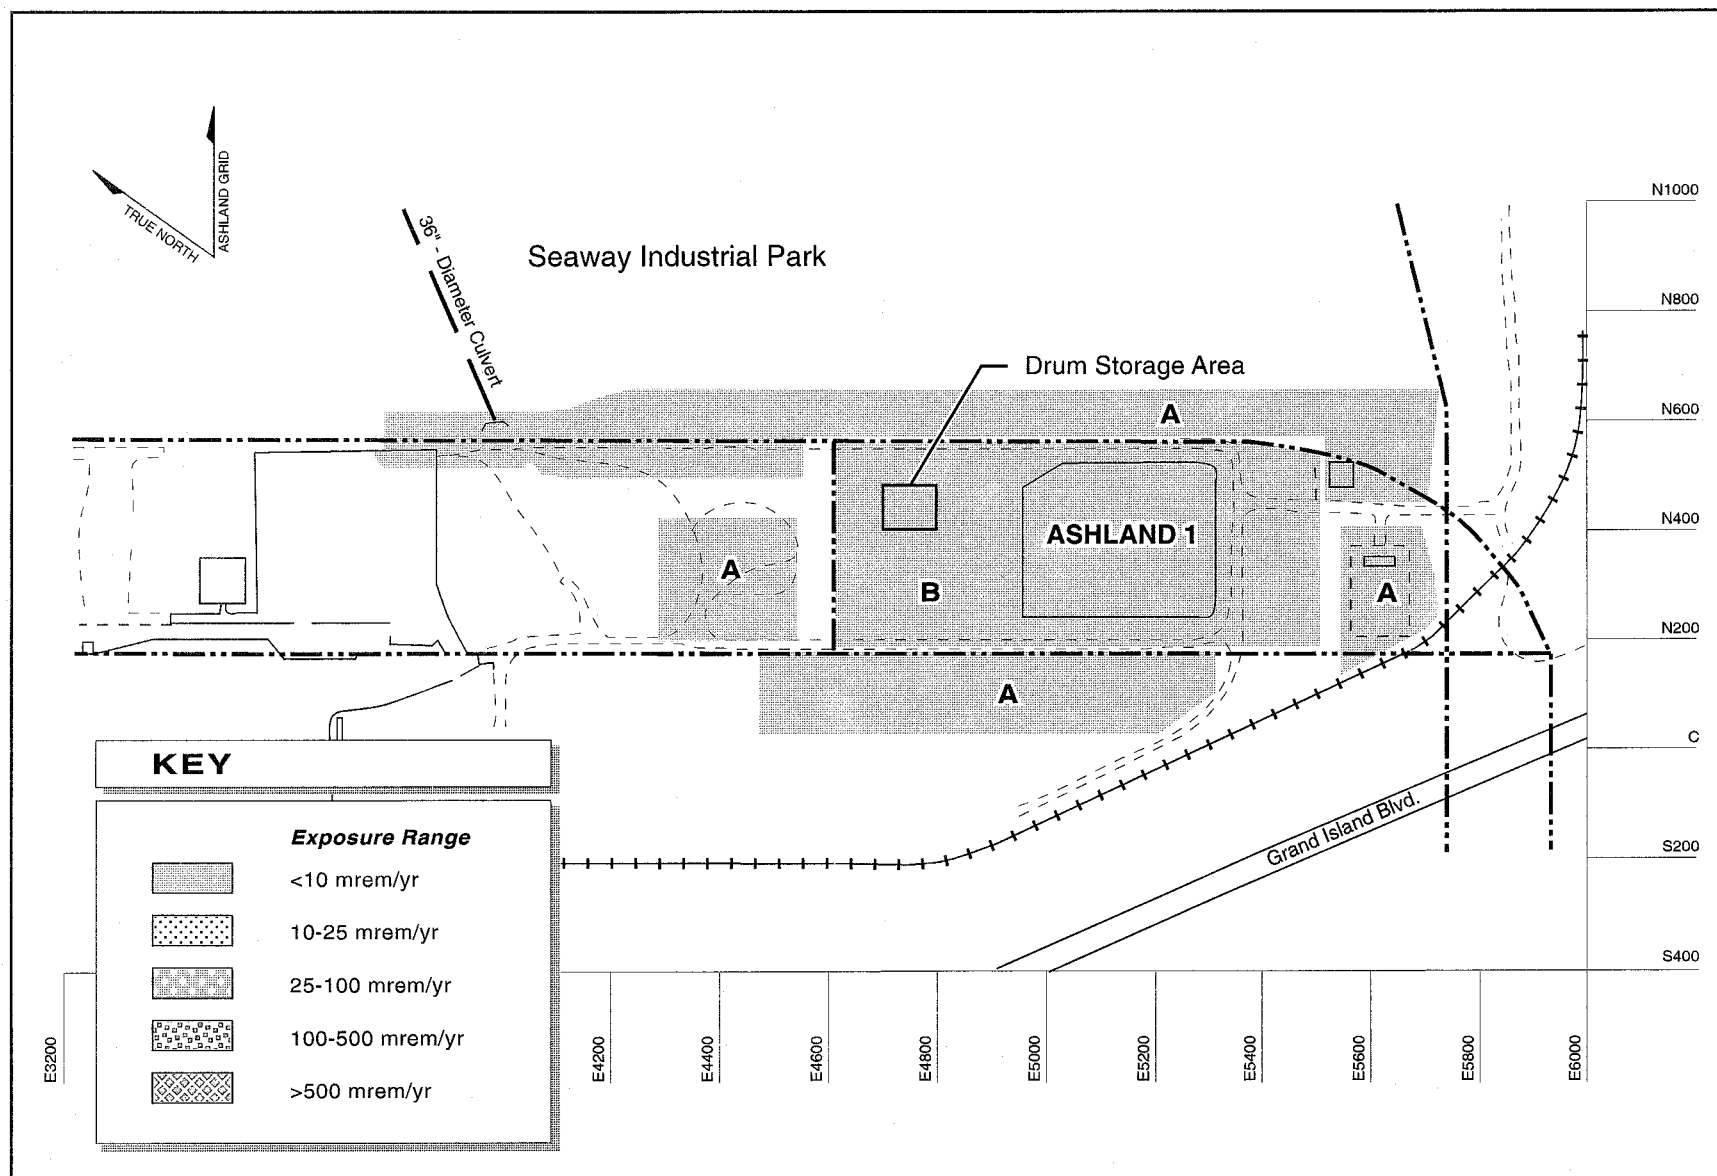 ASHLAND GRID
TRUE NORTH
36" - Diameter Culvert
Seaway Industrial Park
Drum Storage Area
N1000
N800
N600
N400
N200
C
S200
S400
A
A
B
ASHLAND 1
A
A
Grand Island Blvd.
KEY
Exposure Range
<10 mrem/yr
10-25 mrem/yr
25-100 mrem/yr
100-500 mrem/yr
>500 mrem/yr
E3200
E4200
E4400
E4600
E4800
E5000
E5200
E5400
E5600
E5800
E6000